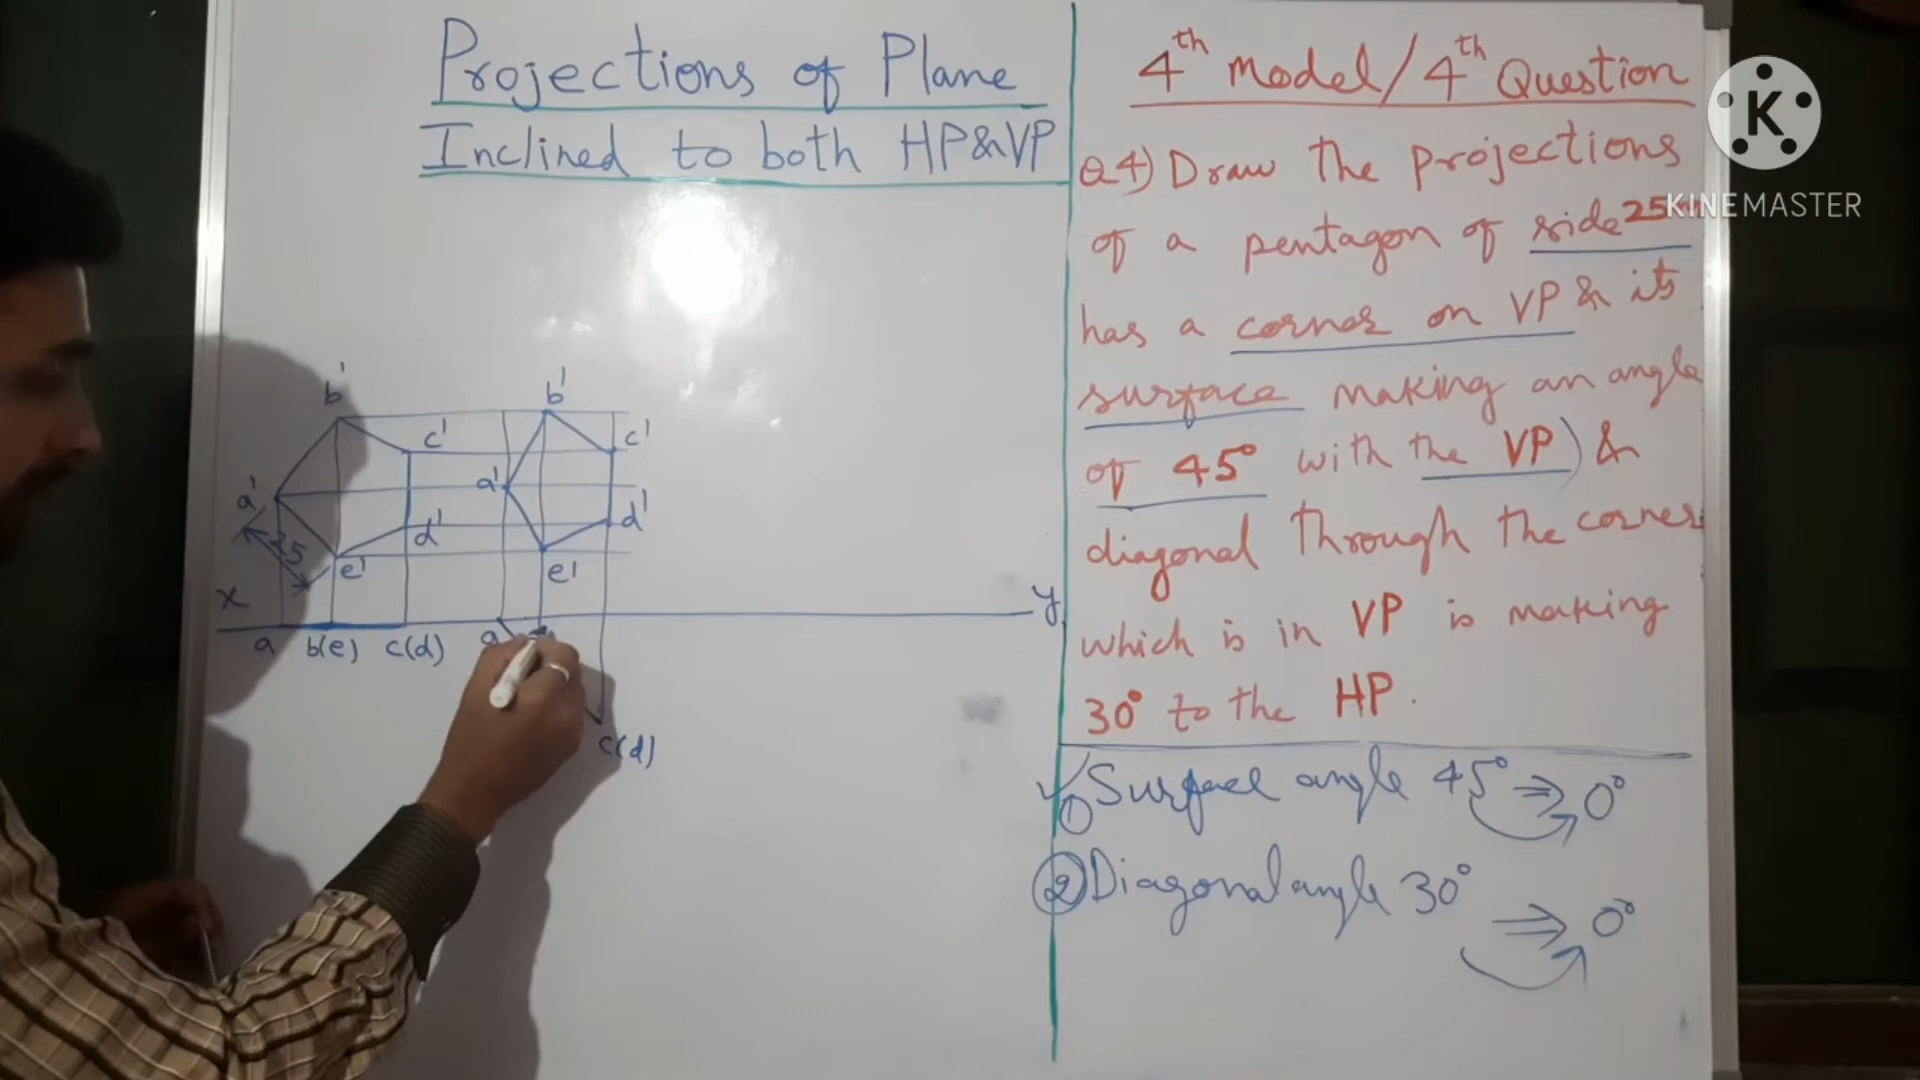 Projections of Plane
Inclined to both HP&VP
4th Model/4th Question
Q4) Draw the projections
of a pentagon of side 25
has a corner on VP & its
surface making an angle
of 45° with the VP) &
diagonal through the corner
which is in VP is making
30° to the HP.
K
KINEMASTER
b'
c'
a'
d'
25
e'
x
a b(e) c(d)
b'
c'
a'
d'
e'
y
a
c(d)
① Surface angle 45° ⇒ 0°
② Diagonal angle 30° ⇒ 0°